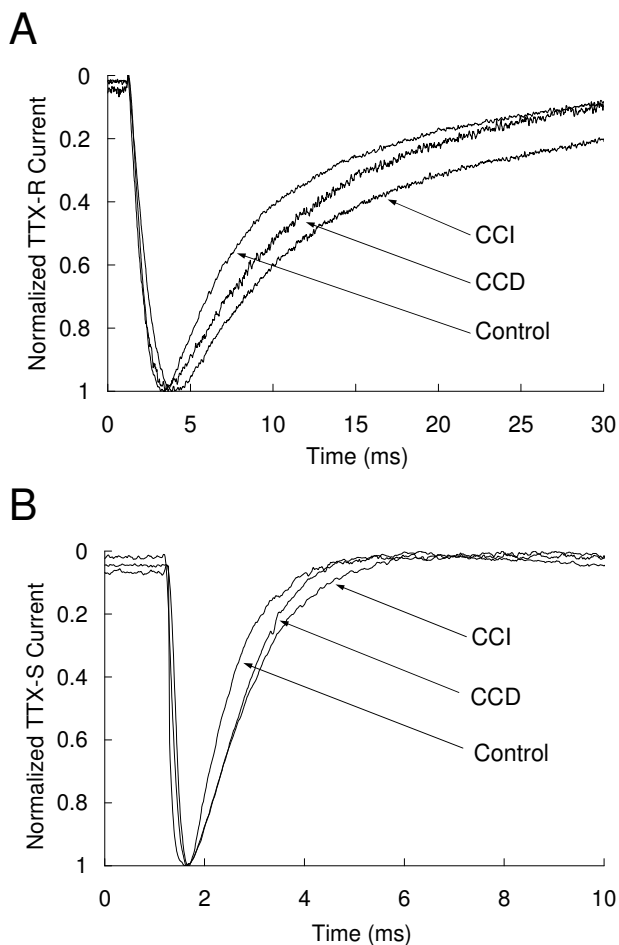 A
Normalized TTX-R Current
0
0.2
0.4
0.6
0.8
1
CCI
CCD
Control
0 5 10 15 20 25 30
Time (ms)
B
Normalized TTX-S Current
0
0.2
0.4
0.6
0.8
1
CCI
CCD
Control
0 2 4 6 8 10
Time (ms)